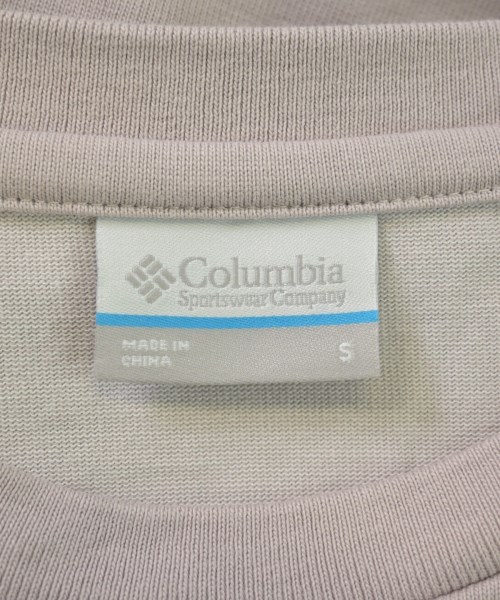 Columbia
Sportswear Company
MADE IN
CHINA
S